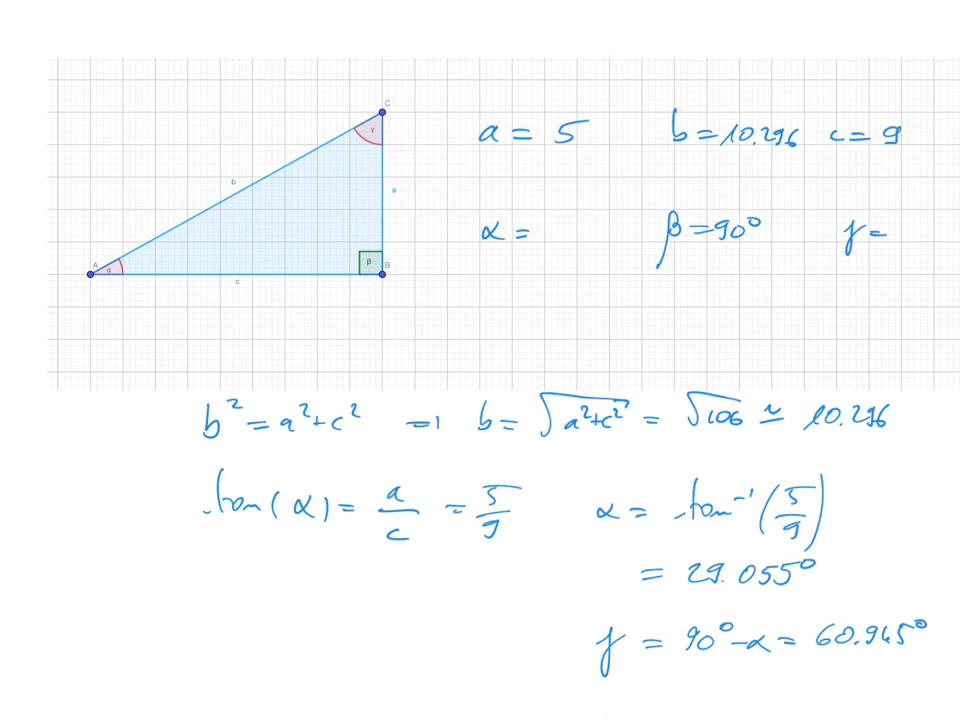 C
γ
b
a
A
α
β
B
c
a = 5 b = 10.296 c = 9
α = β = 90° γ =
b² = a² + c² ⇒ b = √(a² + c²) = √106 ≃ 10.296
tan(α) = a/c = 5/9 α = tan⁻¹(5/9)
= 29.055°
γ = 90° - α = 60.945°